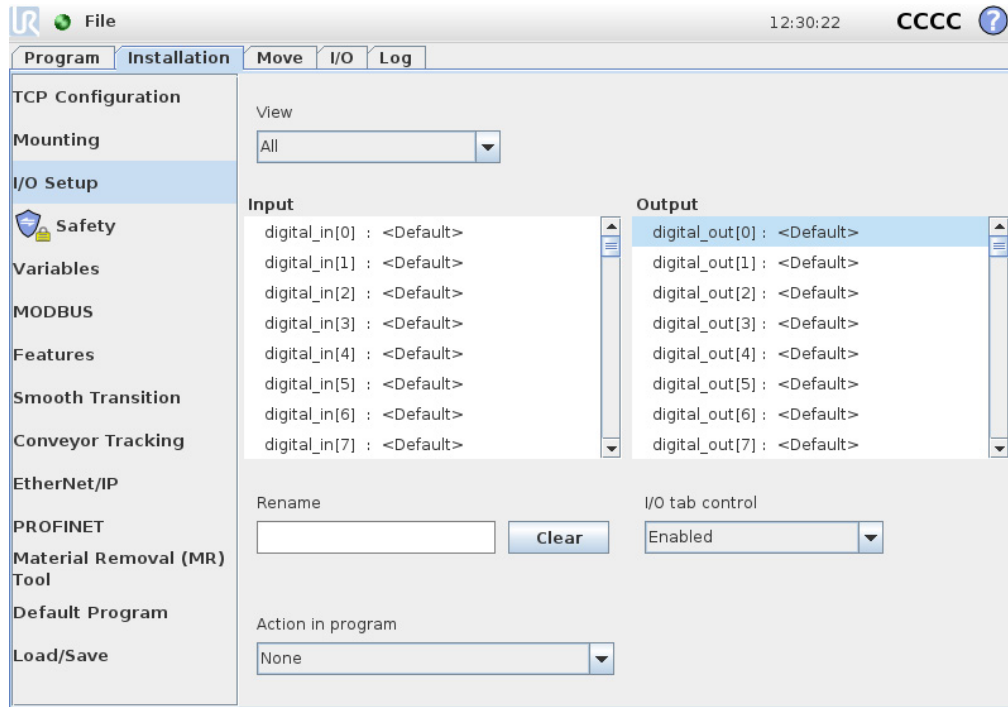 UR File 12:30:22 CCCC ?
Program Installation Move I/O Log
TCP Configuration
Mounting
I/O Setup
Safety
Variables
MODBUS
Features
Smooth Transition
Conveyor Tracking
EtherNet/IP
PROFINET
Material Removal (MR)
Tool
Default Program
Load/Save
View
All
Input
digital_in[0] : <Default>
digital_in[1] : <Default>
digital_in[2] : <Default>
digital_in[3] : <Default>
digital_in[4] : <Default>
digital_in[5] : <Default>
digital_in[6] : <Default>
digital_in[7] : <Default>
Output
digital_out[0] : <Default>
digital_out[1] : <Default>
digital_out[2] : <Default>
digital_out[3] : <Default>
digital_out[4] : <Default>
digital_out[5] : <Default>
digital_out[6] : <Default>
digital_out[7] : <Default>
Rename
Clear
I/O tab control
Enabled
Action in program
None